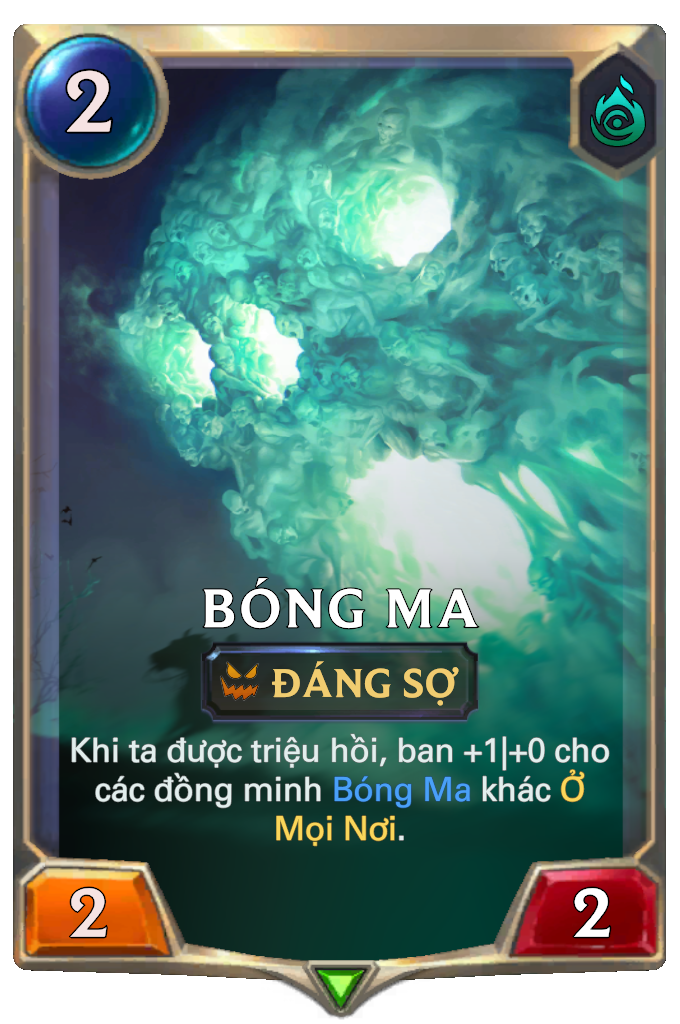 2
BÓNG MA
ĐÁNG SỢ
Khi ta được triệu hồi, ban +1|+0 cho
các đồng minh Bóng Ma khác Ở
Mọi Nơi.
2
2